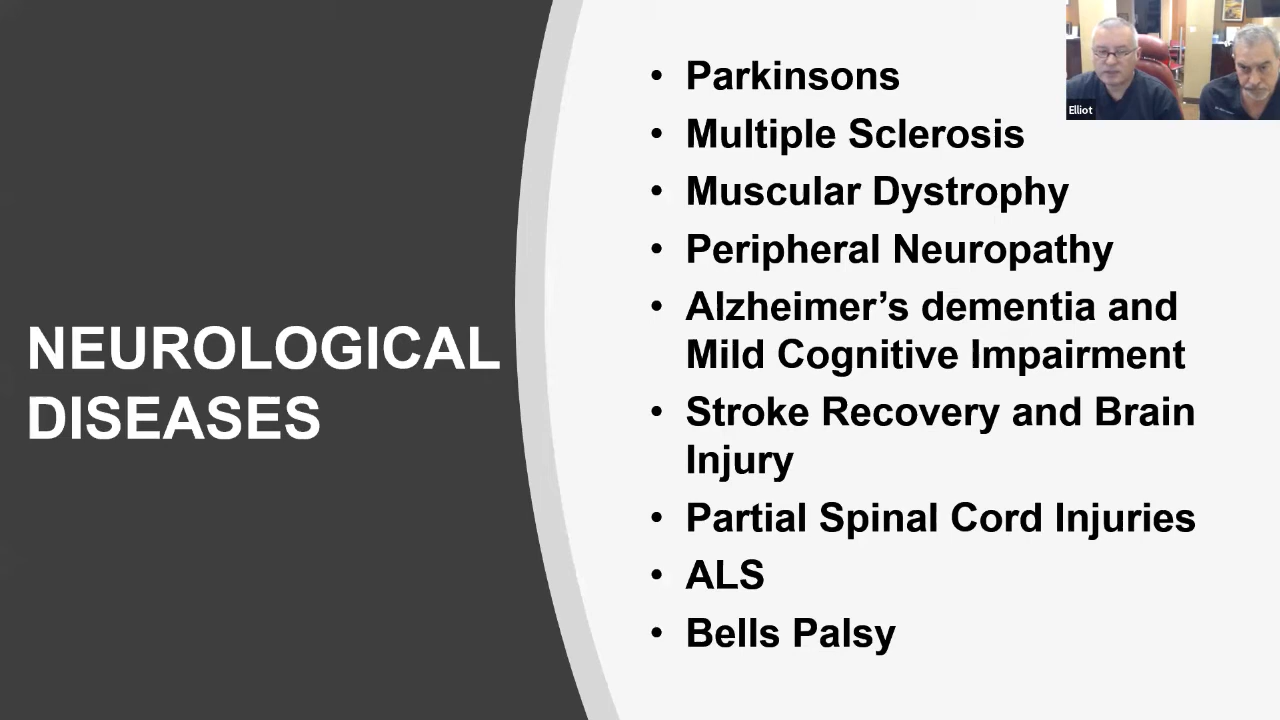 NEUROLOGICAL
DISEASES
• Parkinsons
• Multiple Sclerosis
• Muscular Dystrophy
• Peripheral Neuropathy
• Alzheimer’s dementia and
Mild Cognitive Impairment
• Stroke Recovery and Brain
Injury
• Partial Spinal Cord Injuries
• ALS
• Bells Palsy
Elliot